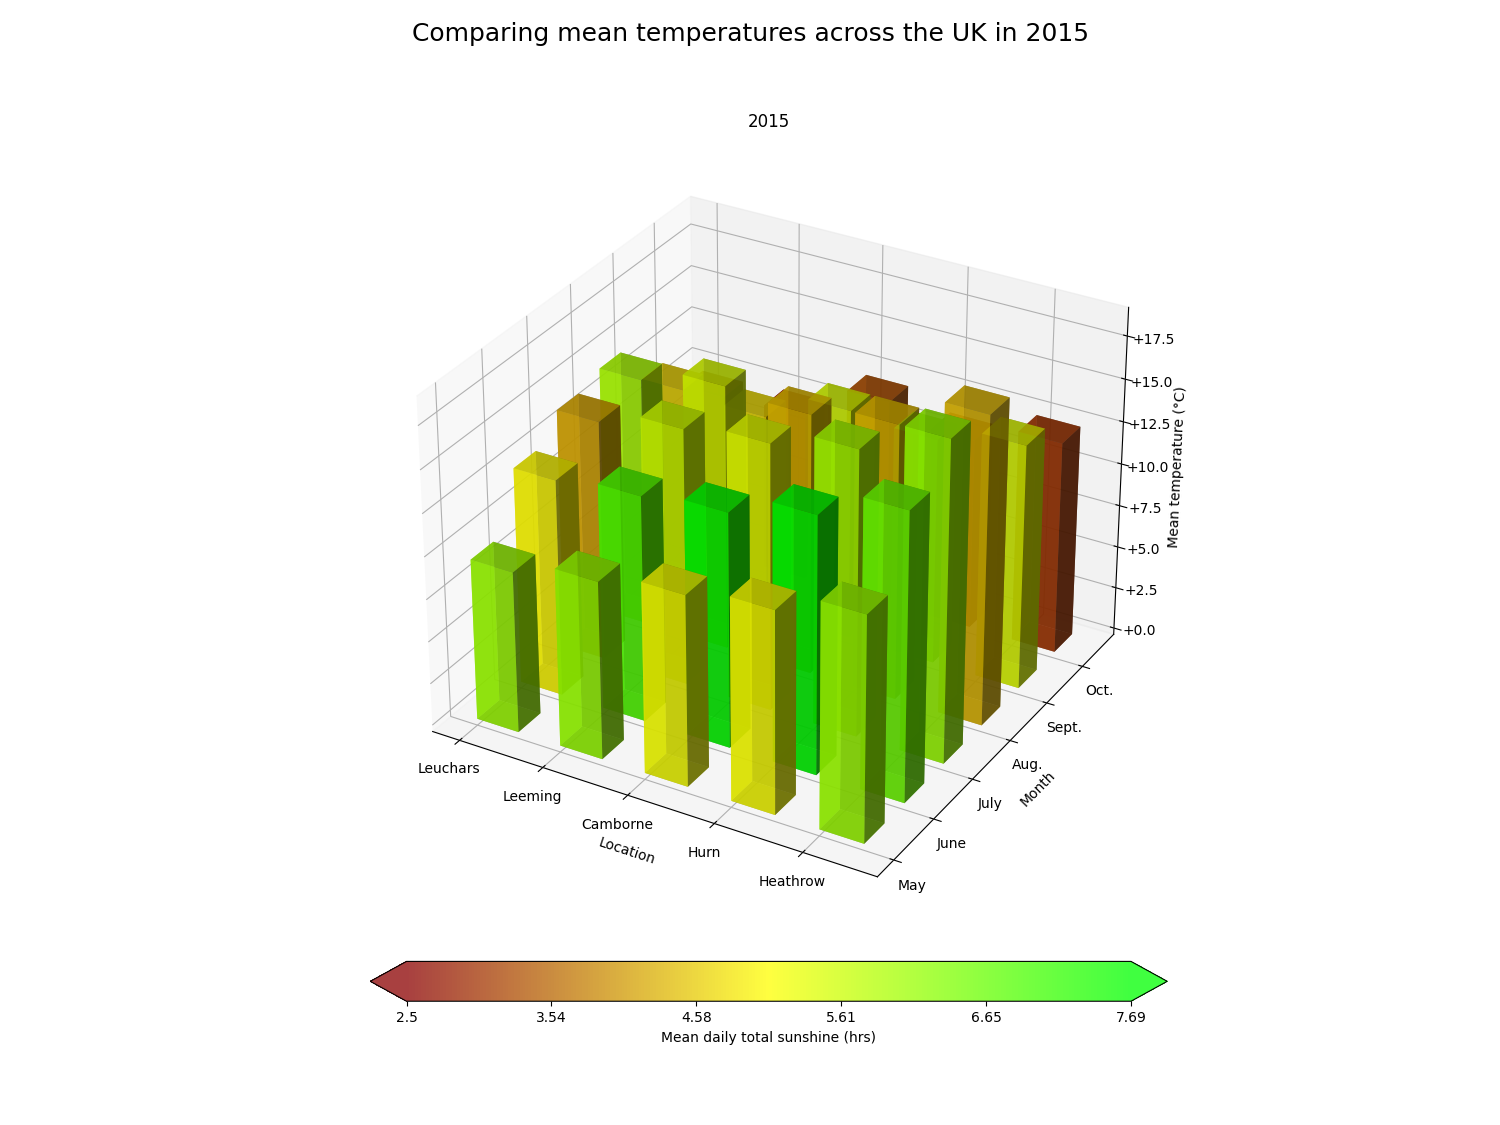 Comparing mean temperatures across the UK in 2015
2015
+17.5
+15.0
+12.5
+10.0
+7.5
+5.0
+2.5
+0.0
Mean temperature (°C)
Oct.
Sept.
Aug.
July
June
May
Month
Leuchars
Leeming
Camborne
Hurn
Heathrow
Location
2.5 3.54 4.58 5.61 6.65 7.69
Mean daily total sunshine (hrs)